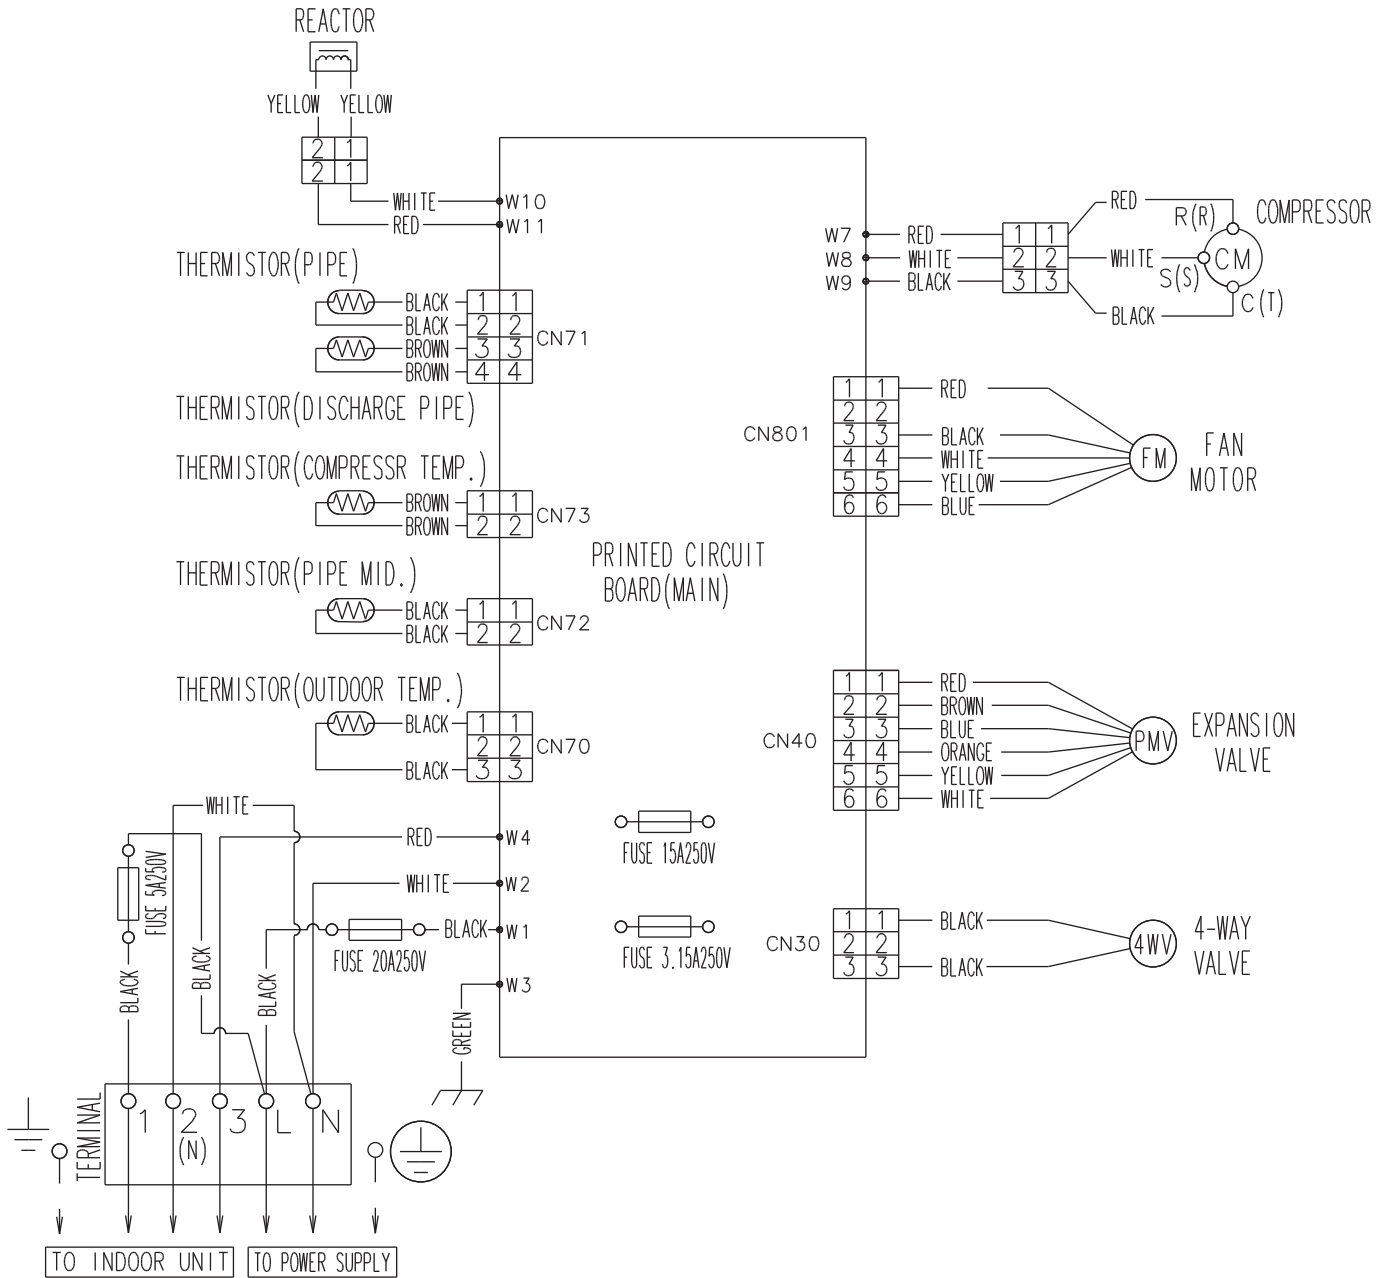 REACTOR
YELLOW YELLOW
2 1
2 1
WHITE W10
RED W11
THERMISTOR(PIPE)
BLACK 1 1
BLACK 2 2
CN71
BROWN 3 3
BROWN 4 4
THERMISTOR(DISCHARGE PIPE)
THERMISTOR(COMPRESSR TEMP.)
BROWN 1 1
CN73
BROWN 2 2
THERMISTOR(PIPE MID.)
BLACK 1 1
CN72
BLACK 2 2
THERMISTOR(OUTDOOR TEMP.)
BLACK 1 1
2 2 CN70
BLACK 3 3
WHITE
RED W4
WHITE W2
BLACK W1
FUSE 20A250V
W3
GREEN
FUSE 5A250V
BLACK
BLACK
BLACK
TERMINAL
1 2 3 L N
(N)
TO INDOOR UNIT
TO POWER SUPPLY
PRINTED CIRCUIT
BOARD(MAIN)
FUSE 15A250V
FUSE 3.15A250V
W7 RED 1 1 RED R(R)
W8 WHITE 2 2 WHITE S(S) CM
W9 BLACK 3 3 BLACK C(T)
COMPRESSOR
CN801
1 1 RED
2 2
3 3 BLACK
4 4 WHITE
5 5 YELLOW
6 6 BLUE
FM
FAN
MOTOR
CN40
1 1 RED
2 2 BROWN
3 3 BLUE
4 4 ORANGE
5 5 YELLOW
6 6 WHITE
PMV
EXPANSION
VALVE
CN30
1 1 BLACK
2 2
3 3 BLACK
4WV
4-WAY
VALVE